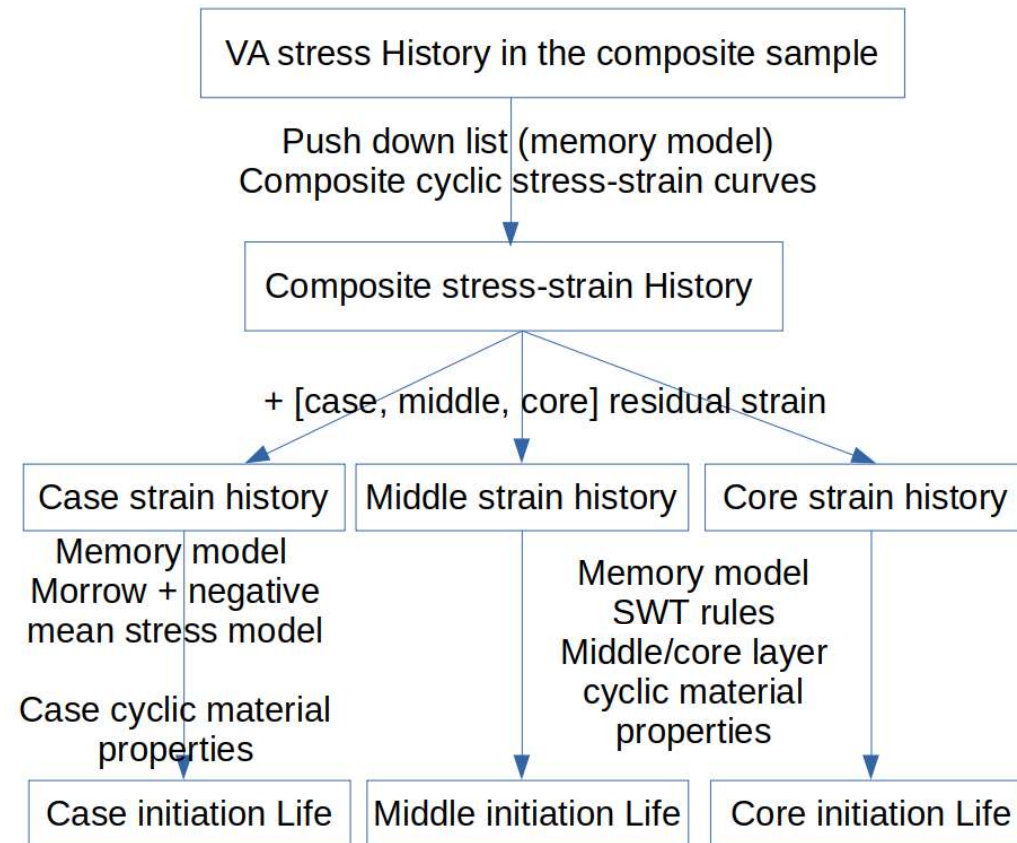 VA stress History in the composite sample
Push down list (memory model)
Composite cyclic stress-strain curves
Composite stress-strain History
+ [case, middle, core] residual strain
Case strain history
Middle strain history
Core strain history
Memory model
Morrow + negative
mean stress model
Case cyclic material
properties
Memory model
SWT rules
Middle/core layer
cyclic material
properties
Case initiation Life
Middle initiation Life
Core initiation Life